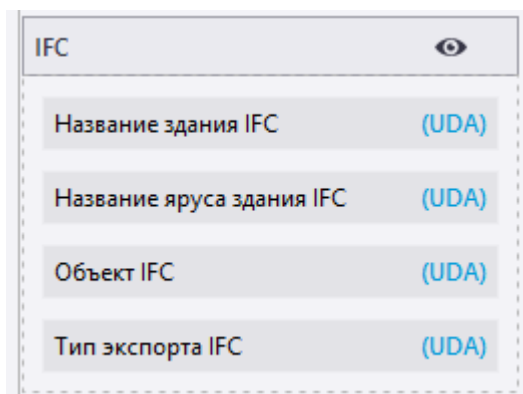 IFC
Название здания IFC (UDA)
Название яруса здания IFC (UDA)
Объект IFC (UDA)
Тип экспорта IFC (UDA)